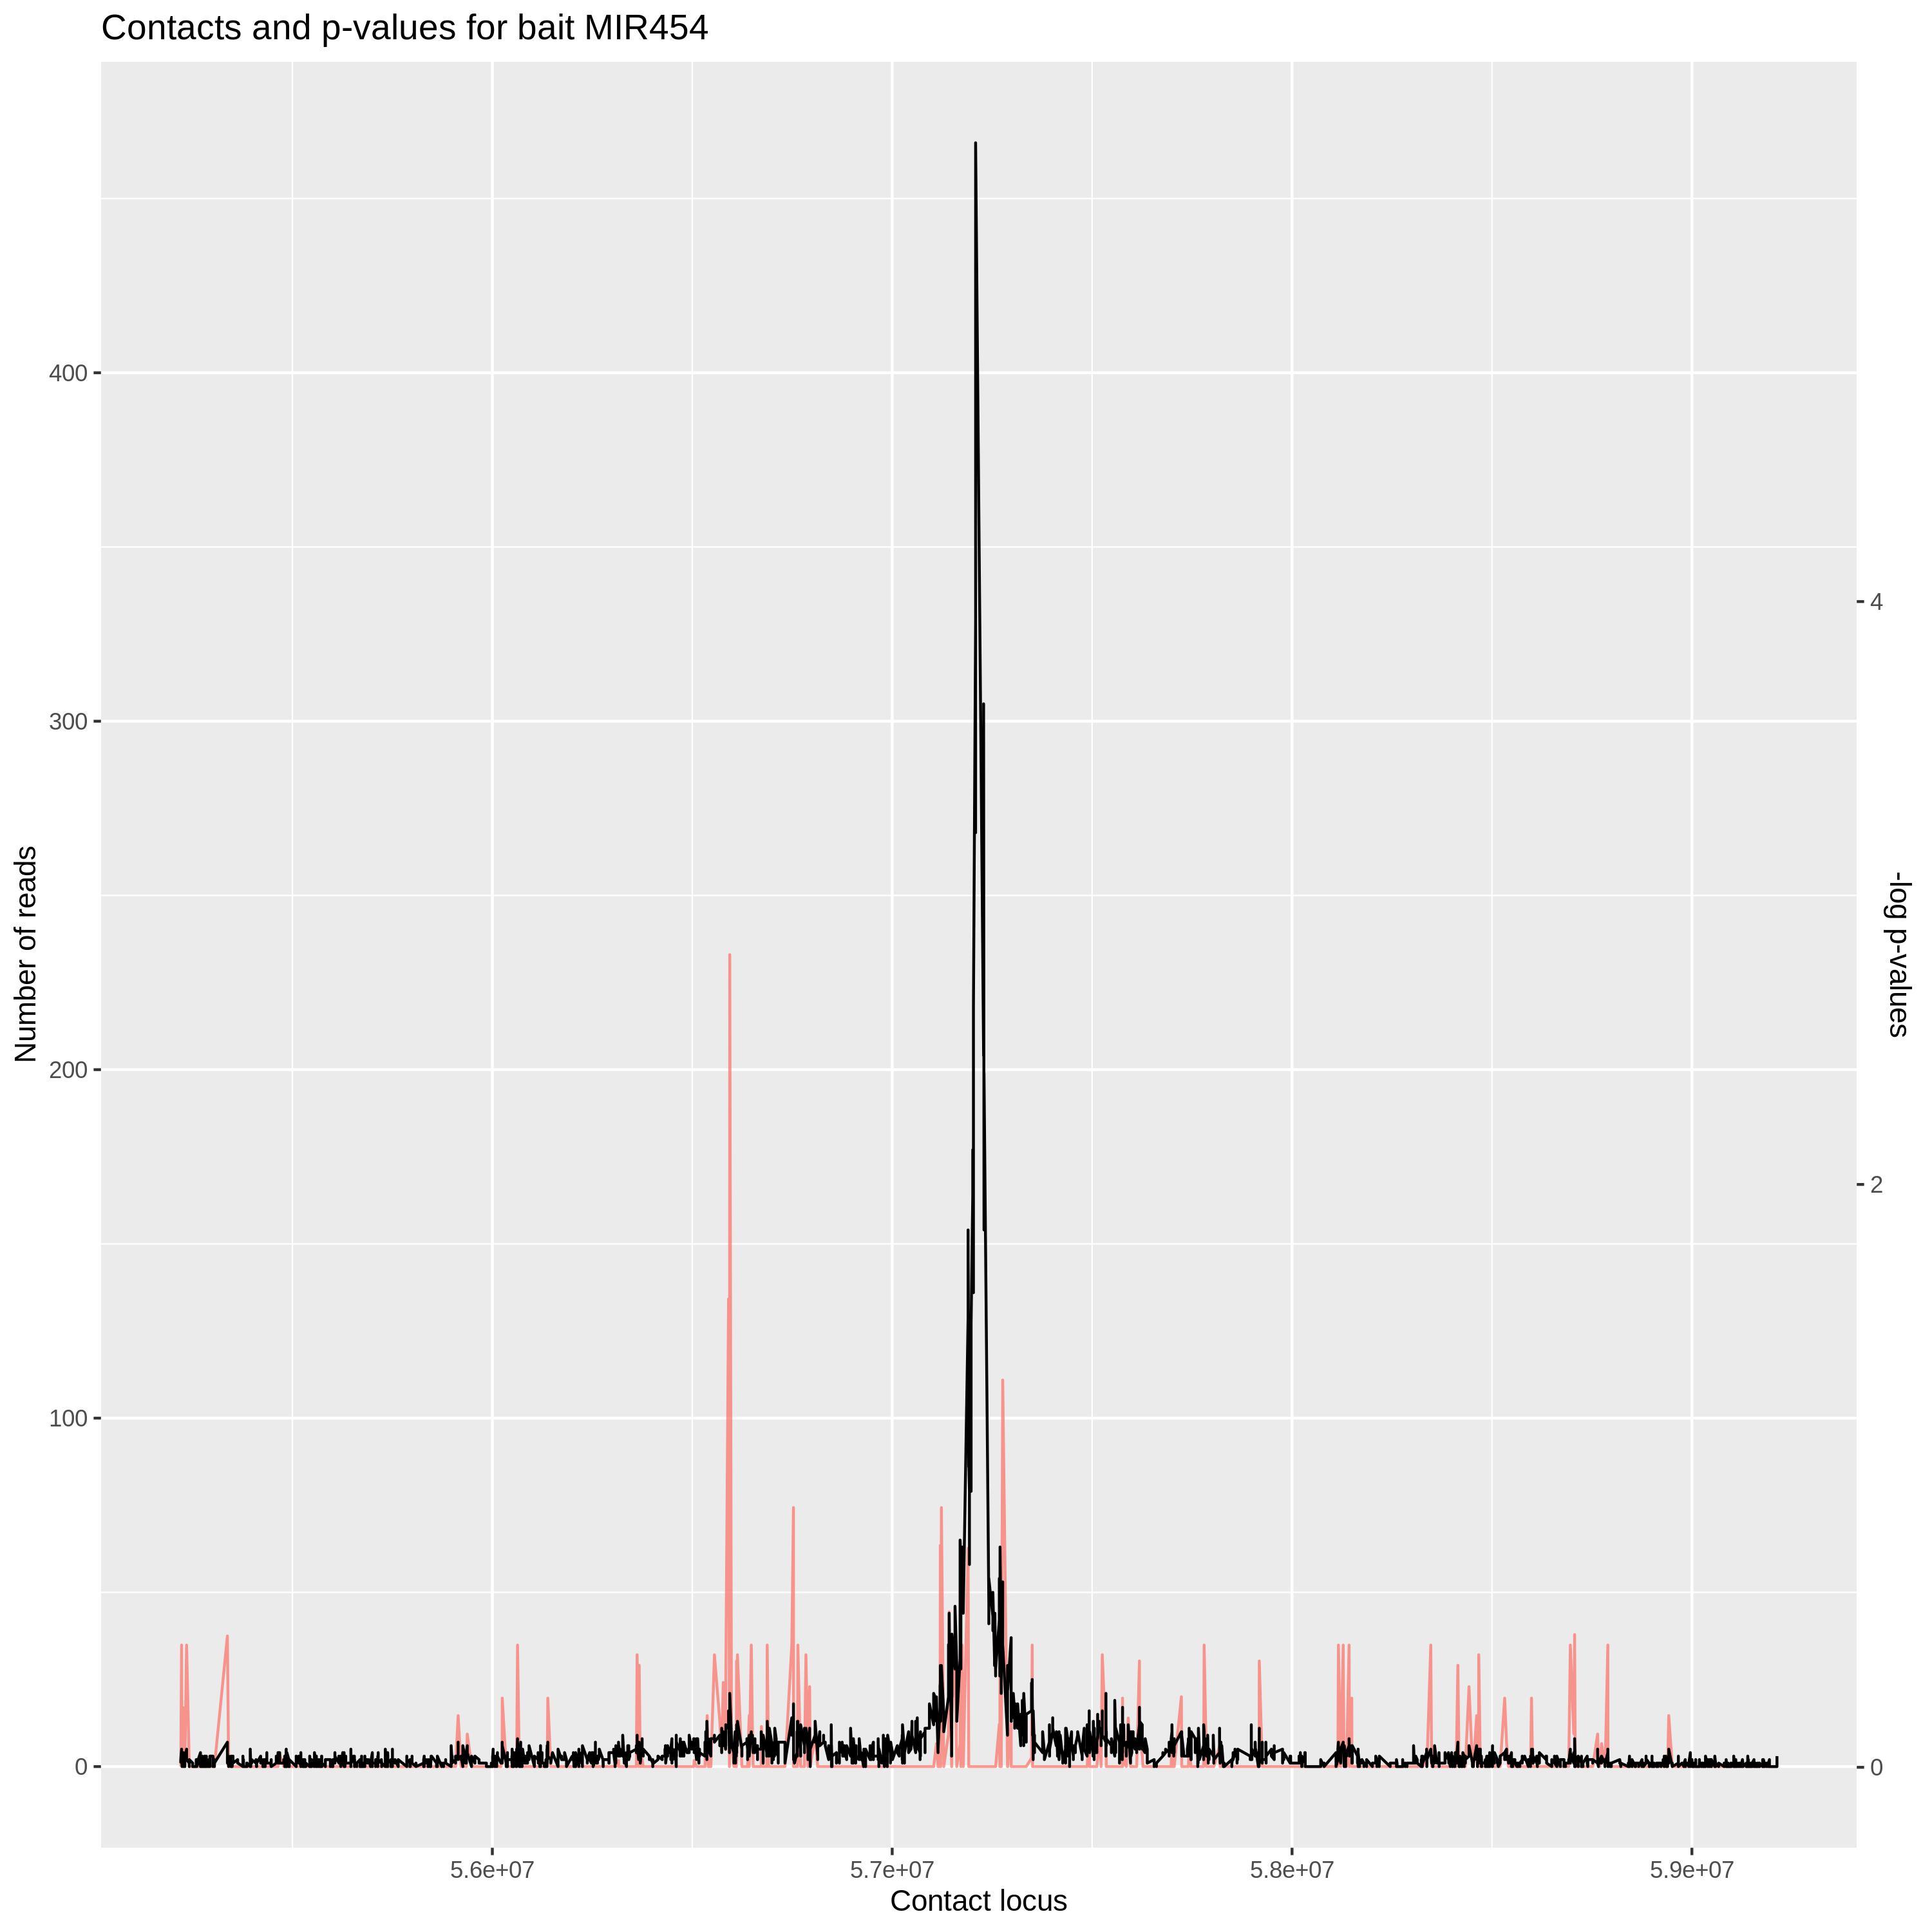 Contacts and p-values for bait MIR454
400
300
200
100
0
Number of reads
4
2
0
-log p-values
5.6e+07
5.7e+07
5.8e+07
5.9e+07
Contact locus